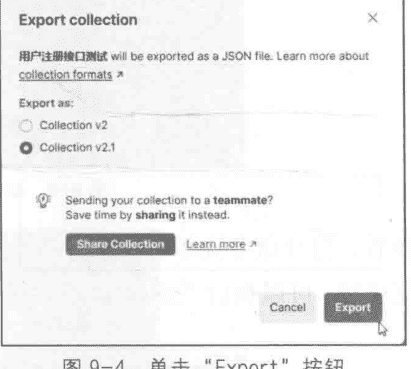 Export collection
用户注册接口测试 will be exported as a JSON file. Learn more about
collection formats ↗
Export as:
Collection v2
Collection v2.1
Sending your collection to a teammate?
Save time by sharing it instead.
Share Collection Learn more ↗
Cancel Export
图 9-4 单击“Export”按钮